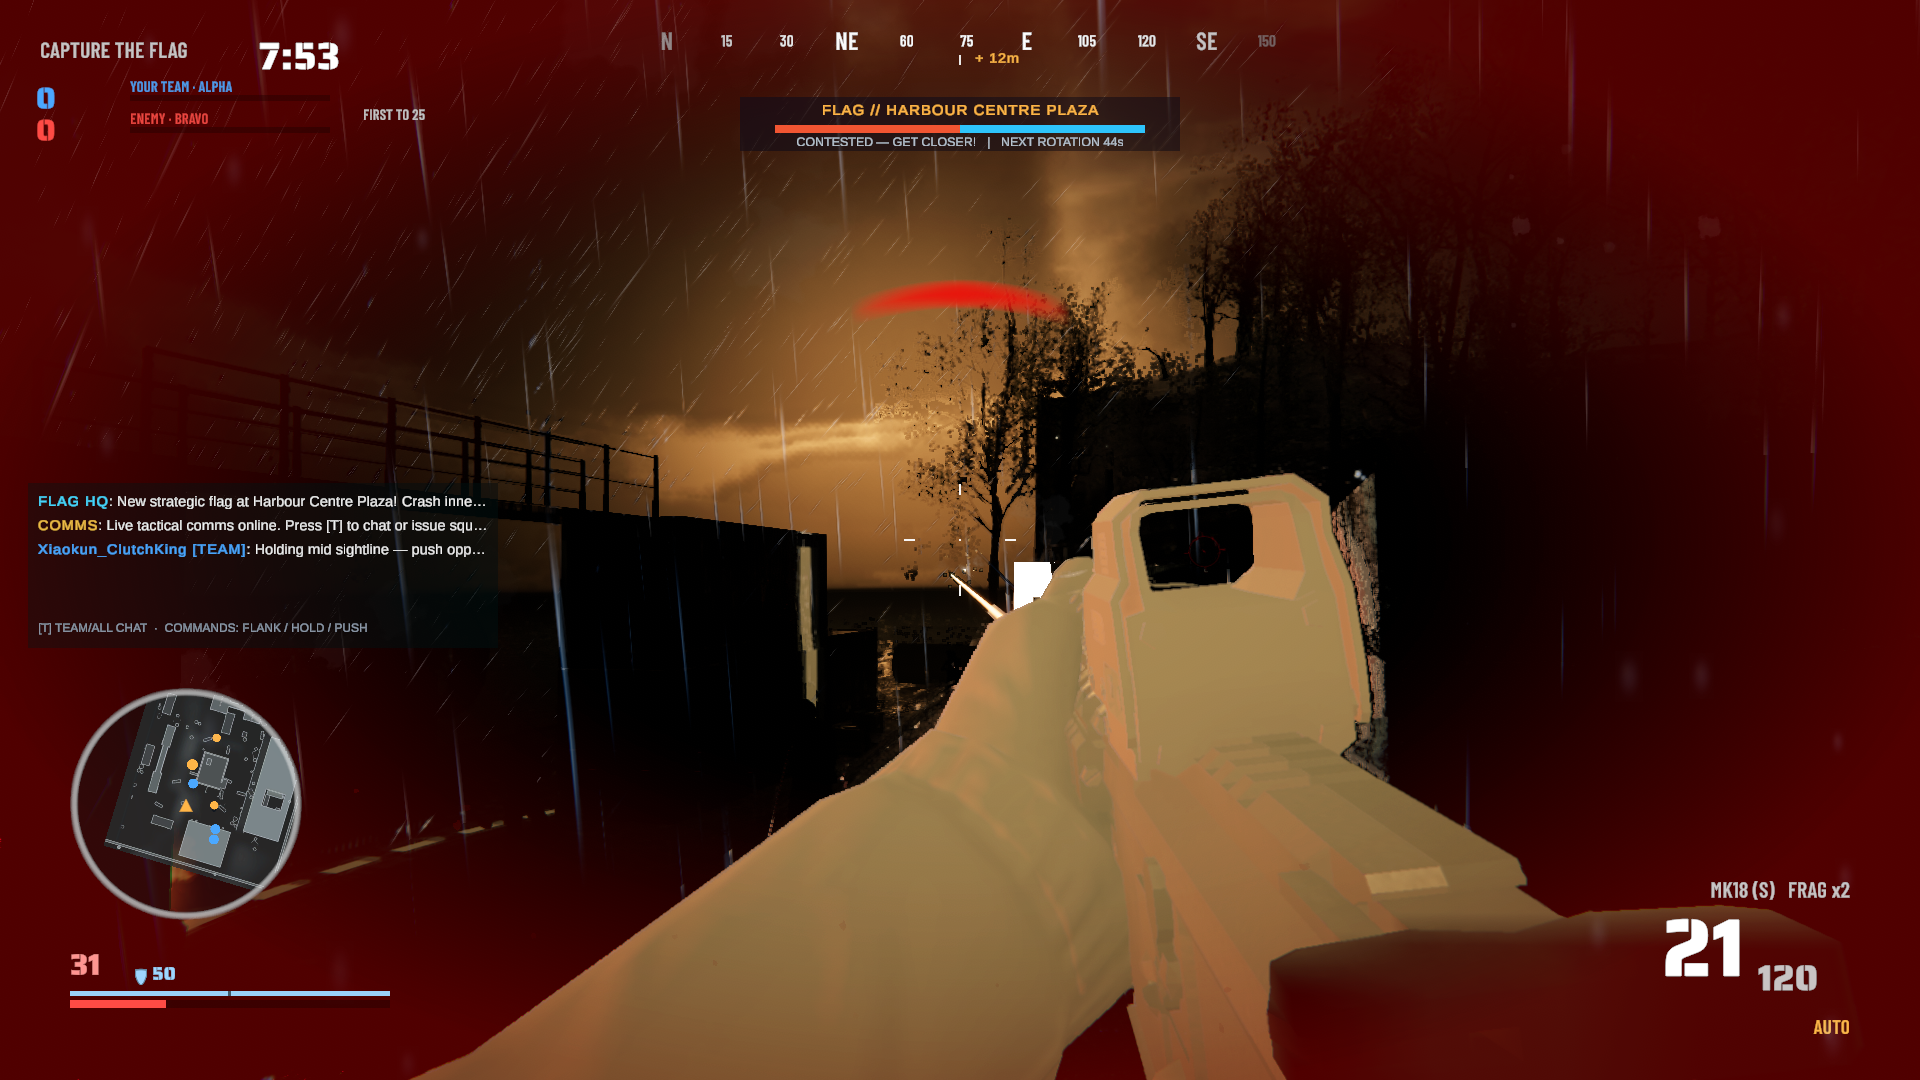 CAPTURE THE FLAG
7:53
0
YOUR TEAM · ALPHA
0
ENEMY · BRAVO
FIRST TO 25
N 15 30 NE 60 75 E 105 120 SE 150
+ 12m
FLAG // HARBOUR CENTRE PLAZA
CONTESTED — GET CLOSER! | NEXT ROTATION 44s
FLAG HQ: New strategic flag at Harbour Centre Plaza! Crash inne...
COMMS: Live tactical comms online. Press [T] to chat or issue squ...
Xiaokun_ClutchKing [TEAM]: Holding mid sightline — push opp...
[T] TEAM/ALL CHAT · COMMANDS: FLANK / HOLD / PUSH
31
50
MK18 (S) FRAG x2
21
120
AUTO